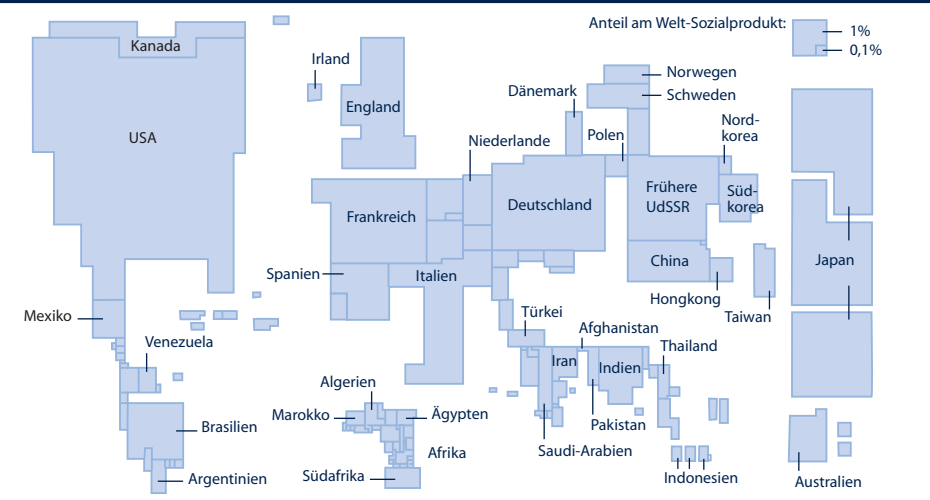 Anteil am Welt-Sozialprodukt:
1%
0,1%
Kanada
USA
Irland
England
Norwegen
Schweden
Dänemark
Nord-
korea
Niederlande
Polen
Frankreich
Deutschland
Frühere
UdSSR
Süd-
korea
Spanien
Italien
China
Japan
Hongkong
Taiwan
Mexiko
Venezuela
Türkei
Afghanistan
Iran
Indien
Thailand
Algerien
Marokko
Ägypten
Pakistan
Brasilien
Afrika
Saudi-Arabien
Argentinien
Südafrika
Indonesien
Australien